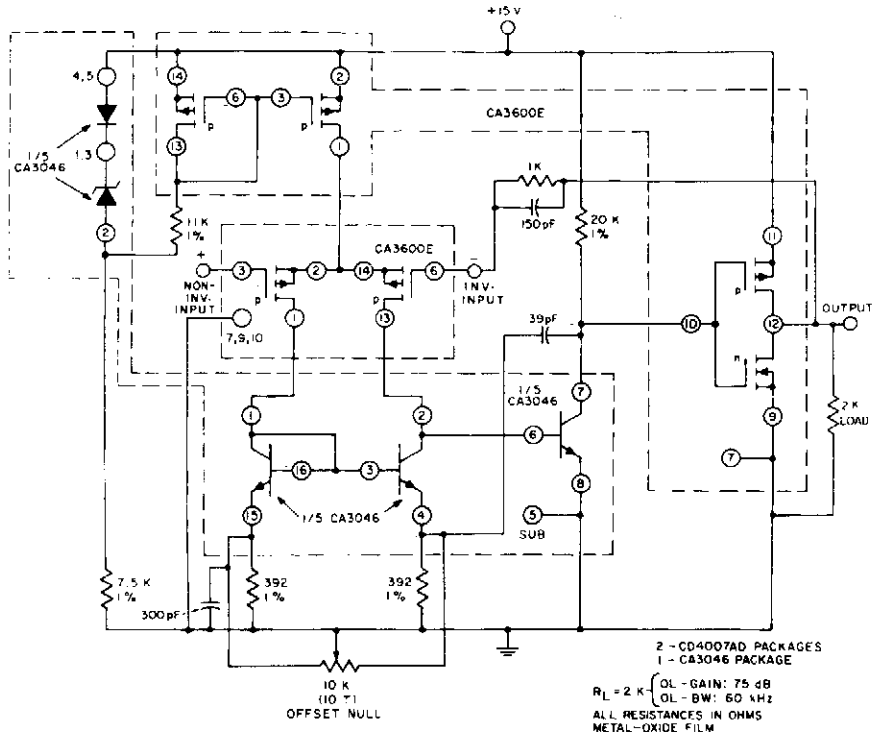 +15 V
4,5
14
2
6
3
p
p
CA3600E
1/5
CA3046
1,3
13
1
1K
2
11 K
1%
150pF
20 K
1%
11
CA3600E
+
3
2
14
6
−
NON-
INV-
INPUT
p
p
INV.
INPUT
p
OUTPUT
7,9,10
1
13
39pF
10
12
n
1/5
CA3046
7
1
2
6
9
2K
LOAD
16
3
7
8
15
1/5 CA3046
4
5
SUB
7.5 K
1%
392
1%
392
1%
300pF
10 K
(10 T)
OFFSET NULL
2 - CD4007AD PACKAGES
1 - CA3046 PACKAGE
RL = 2 K { OL - GAIN: 75 dB
OL - BW: 60 kHz
ALL RESISTANCES IN OHMS
METAL-OXIDE FILM